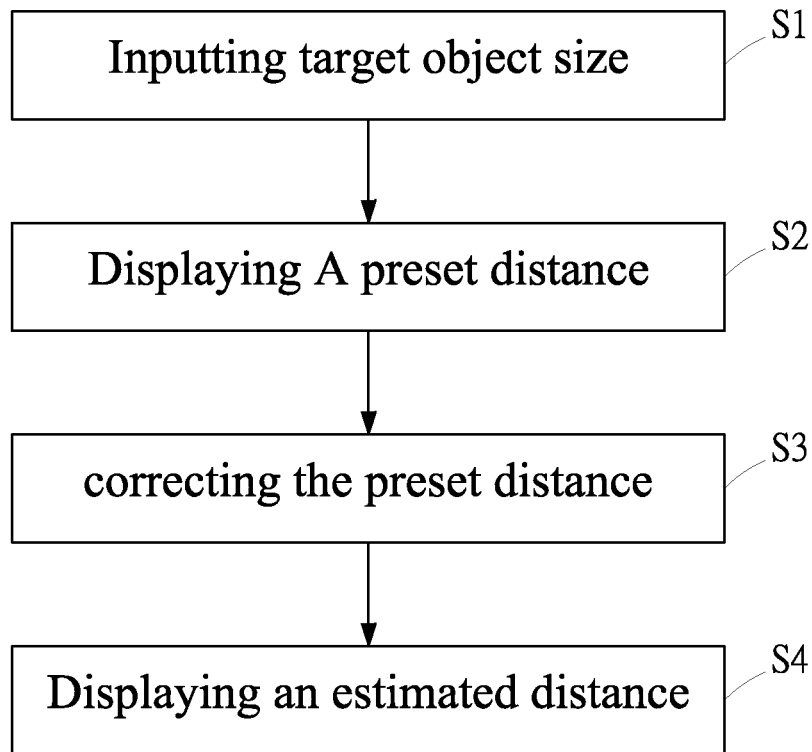 S1
Inputting target object size
S2
Displaying A preset distance
S3
correcting the preset distance
S4
Displaying an estimated distance